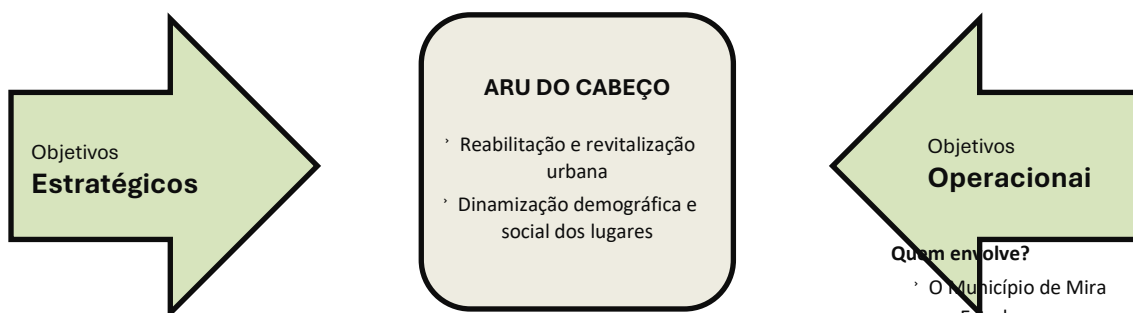 Objetivos
Estratégicos
ARU DO CABEÇO
› Reabilitação e revitalização
urbana
› Dinamização demográfica e
social dos lugares
Objetivos
Operacionai
Quem envolve?
› O Município de Mira